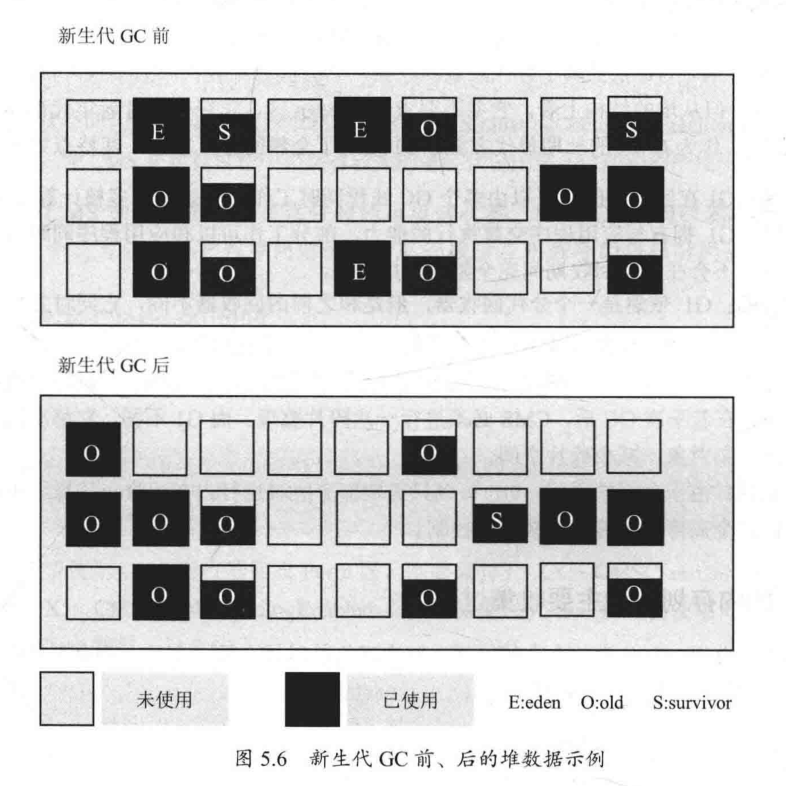 新生代 GC 前
E S E O S
O O O O
O O E O O
新生代 GC 后
O O
O O O S O O
O O O O
未使用 已使用 E:eden O:old S:survivor
图 5.6 新生代 GC 前、后的堆数据示例